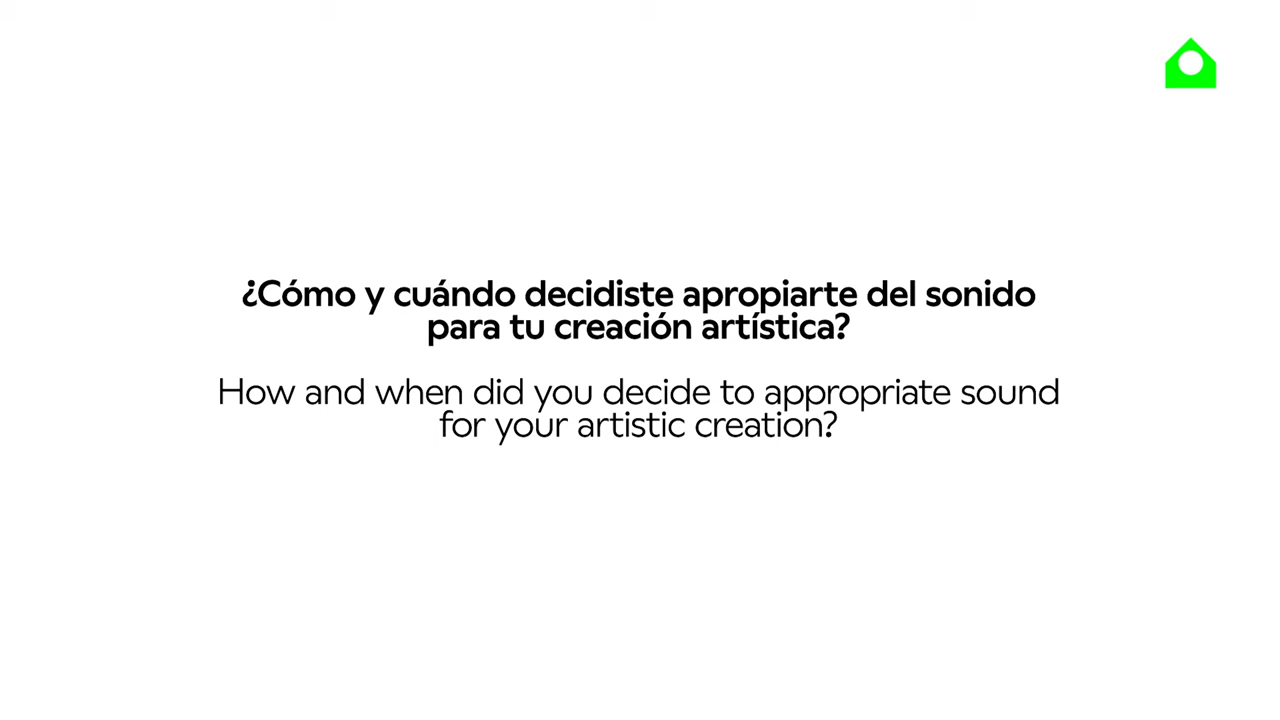 ¿Cómo y cuándo decidiste apropiarte del sonido
para tu creación artística?
How and when did you decide to appropriate sound
for your artistic creation?